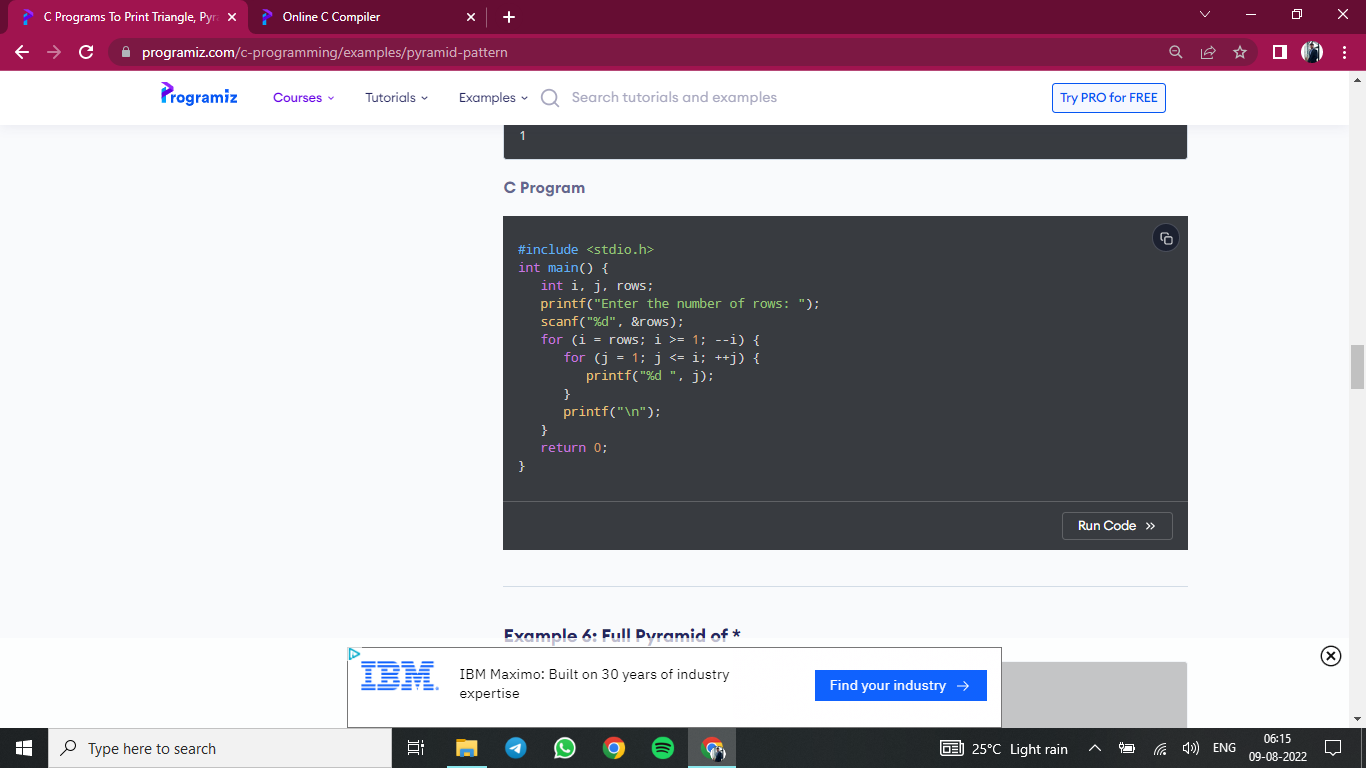 C Programs To Print Triangle, Pyr
Online C Compiler
programiz.com/c-programming/examples/pyramid-pattern
Programiz
Courses
Tutorials
Examples
Search tutorials and examples
Try PRO for FREE
1
C Program
#include <stdio.h>
int main() {
   int i, j, rows;
   printf("Enter the number of rows: ");
   scanf("%d", &rows);
   for (i = rows; i >= 1; --i) {
      for (j = 1; j <= i; ++j) {
         printf("%d ", j);
      }
      printf("\n");
   }
   return 0;
}
Run Code
Example 6: Full Pyramid of *
IBM
IBM Maximo: Built on 30 years of industry
expertise
Find your industry
Type here to search
25°C Light rain
ENG
06:15
09-08-2022